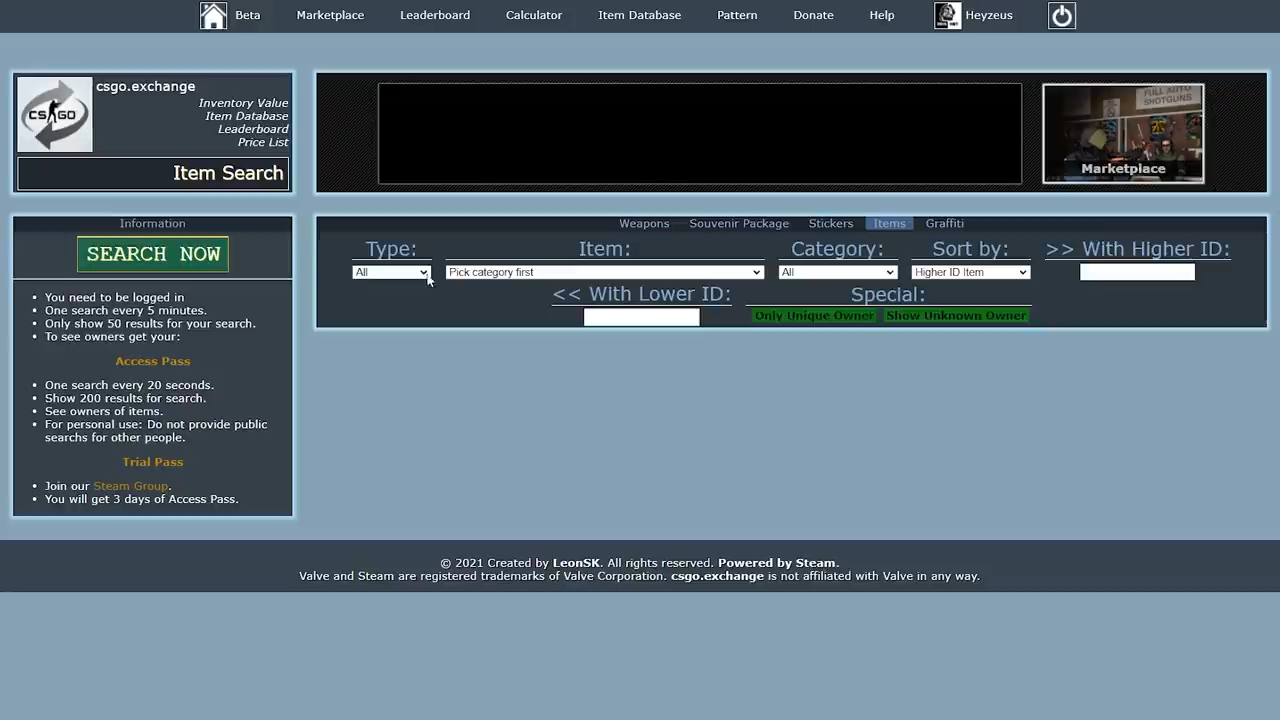 Beta Marketplace Leaderboard Calculator Item Database Pattern Donate Help Heyzeus
csgo.exchange
CS GO
Inventory Value
Item Database
Leaderboard
Price List
Item Search
FULL AUTO
SHOTGUNS
Marketplace
Information
SEARCH NOW
You need to be logged in
One search every 5 minutes.
Only show 50 results for your search.
To see owners get your:
Access Pass
One search every 20 seconds.
Show 200 results for search.
See owners of items.
For personal use: Do not provide public
searchs for other people.
Trial Pass
Join our Steam Group.
You will get 3 days of Access Pass.
Weapons Souvenir Package Stickers Items Graffiti
Type: Item: Category: Sort by: >> With Higher ID:
All Pick category first All Higher ID Item
<< With Lower ID: Special:
Only Unique Owner Show Unknown Owner
© 2021 Created by LeonSK. All rights reserved. Powered by Steam.
Valve and Steam are registered trademarks of Valve Corporation. csgo.exchange is not affiliated with Valve in any way.